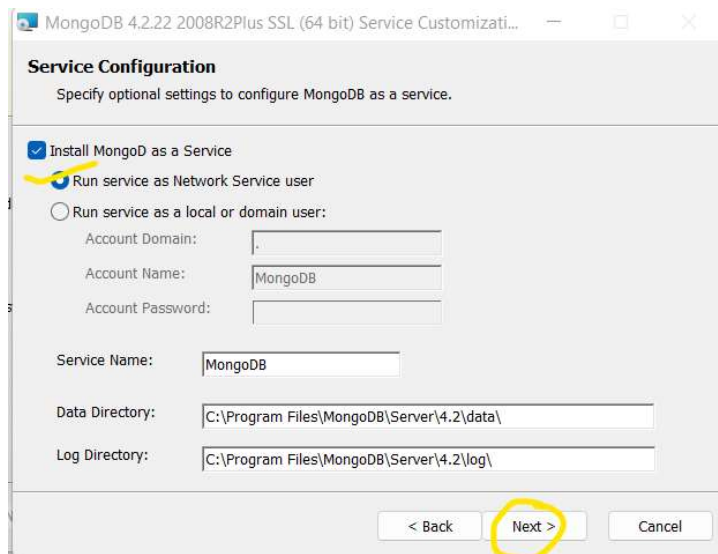 MongoDB 4.2.22 2008R2Plus SSL (64 bit) Service Customizati...
Service Configuration
Specify optional settings to configure MongoDB as a service.
Install MongoD as a Service
Run service as Network Service user
Run service as a local or domain user:
Account Domain: .
Account Name: MongoDB
Account Password:
Service Name: MongoDB
Data Directory: C:\Program Files\MongoDB\Server\4.2\data\
Log Directory: C:\Program Files\MongoDB\Server\4.2\log\
< Back Next > Cancel